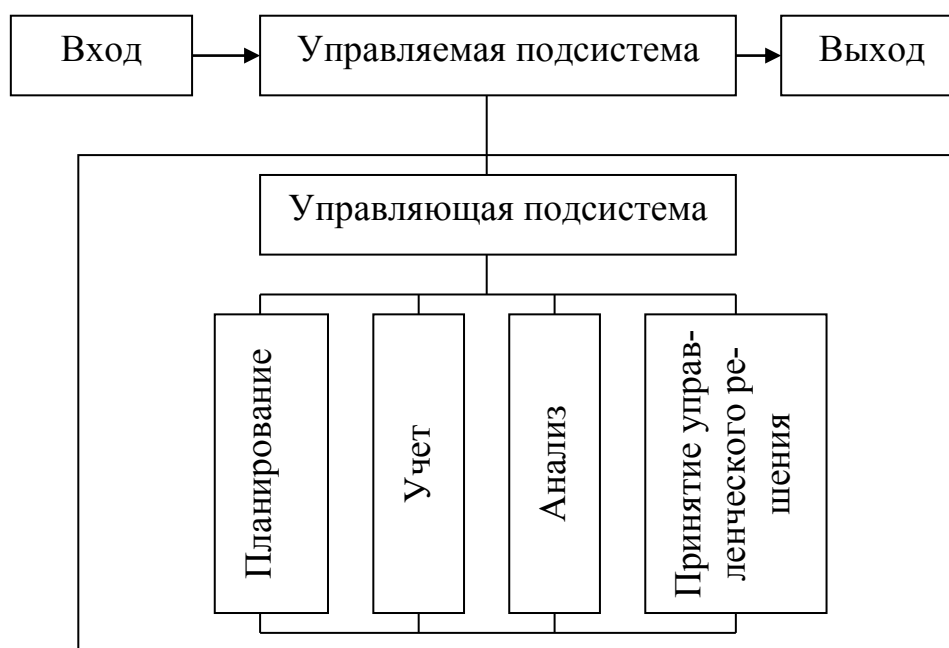 Вход
Управляемая подсистема
Выход
Управляющая подсистема
Планирование
Учет
Анализ
Принятие управ-
ленческого ре-
шения